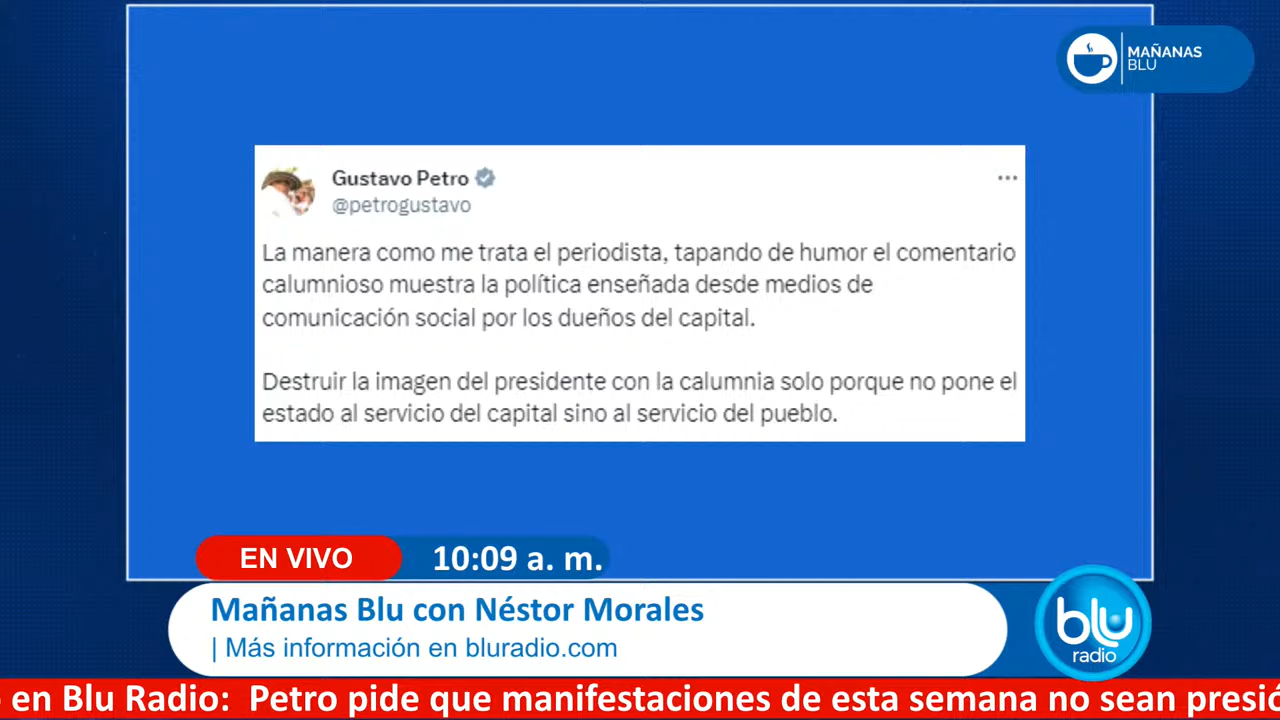 MAÑANAS
BLU
Gustavo Petro
@petrogustavo
La manera como me trata el periodista, tapando de humor el comentario
calumnioso muestra la política enseñada desde medios de
comunicación social por los dueños del capital.
Destruir la imagen del presidente con la calumnia solo porque no pone el
estado al servicio del capital sino al servicio del pueblo.
EN VIVO 10:09 a. m.
Mañanas Blu con Néstor Morales
| Más información en bluradio.com
blu
radio
en Blu Radio: Petro pide que manifestaciones de esta semana no sean presió